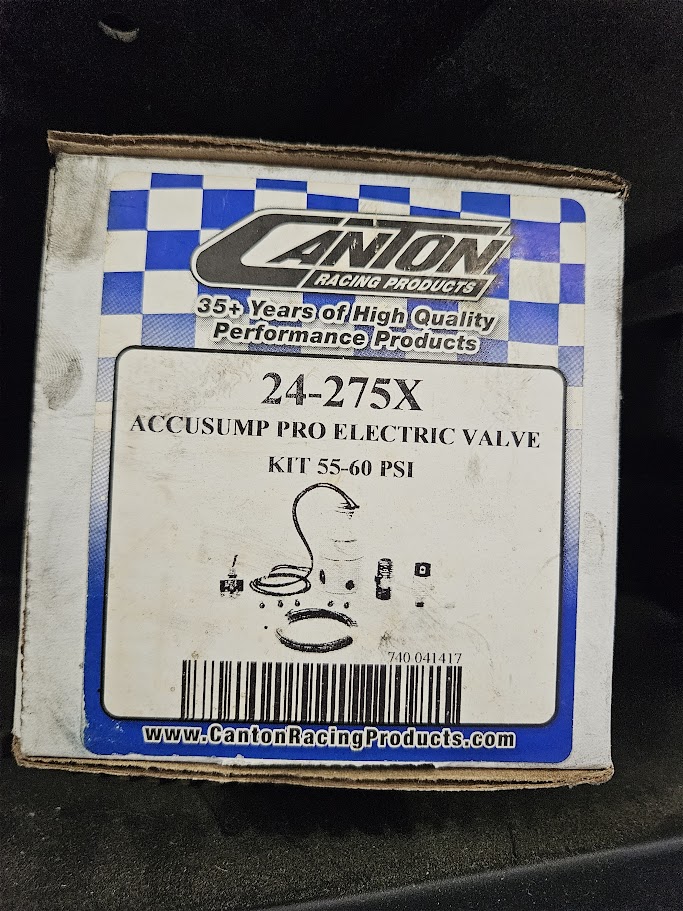 CANTON
RACING PRODUCTS
35+ Years of High Quality
Performance Products
24-275X
ACCUSUMP PRO ELECTRIC VALVE
KIT 55-60 PSI
740 041417
www.CantonRacingProducts.com